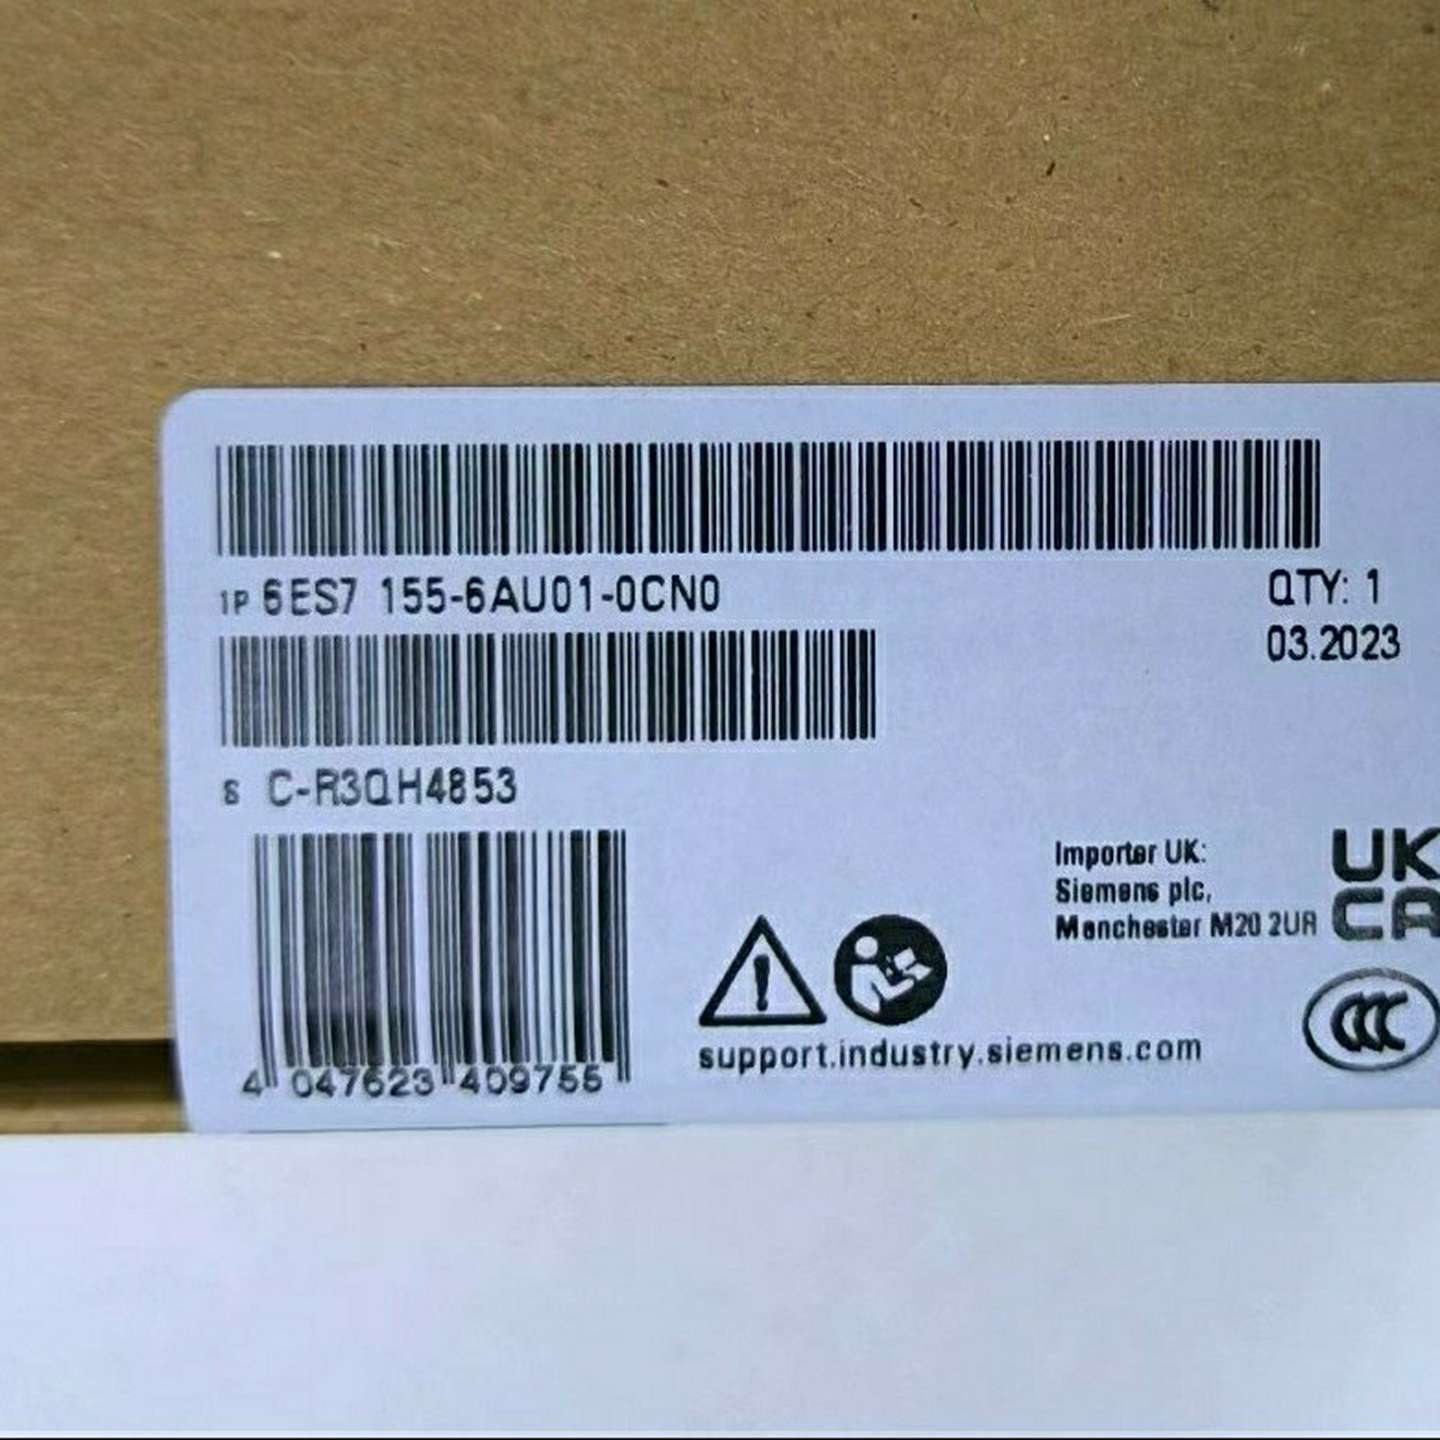 1P 6ES7 155-6AU01-0CN0
QTY: 1
03.2023
S C-R3QH4853
Importer UK:
Siemens plc,
Manchester M20 2UR
UK
CA
CCC
support.industry.siemens.com
4 047623 409755